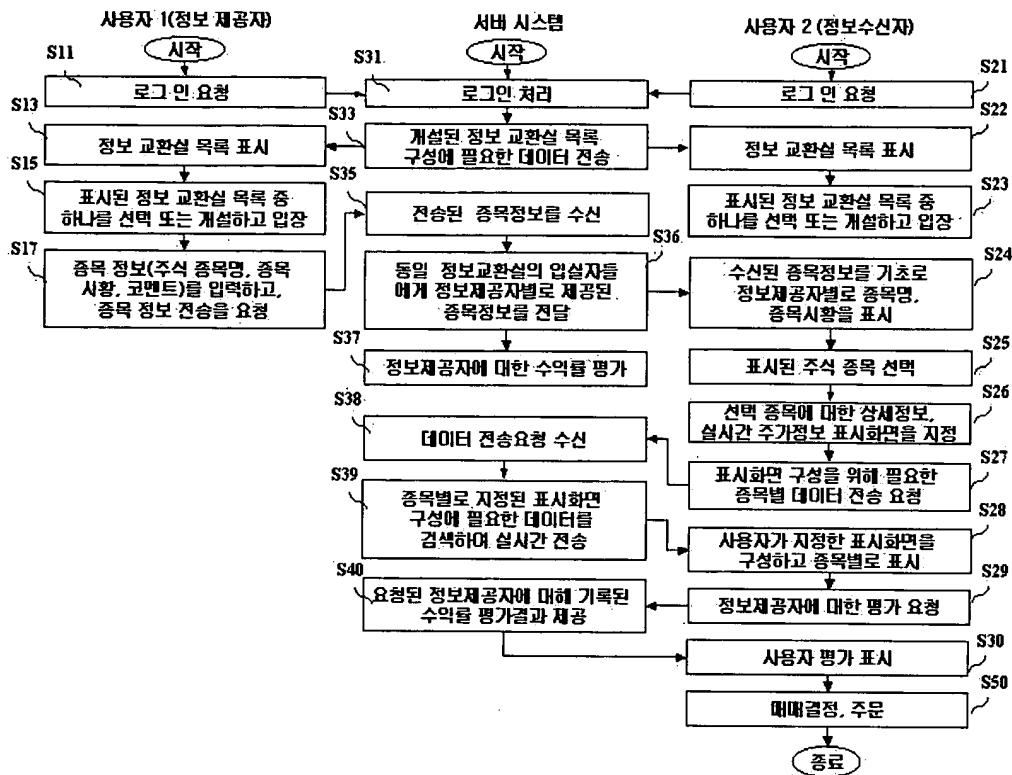 사용자 1(정보 제공자)
시작
S11
로그 인 요청
S13
정보 교환실 목록 표시
S15
표시된 정보 교환실 목록 중
하나를 선택 또는 개설하고 입장
S17
종목 정보(주식 종목명, 종목
시황, 코멘트)를 입력하고,
종목 정보 전송을 요청
서버 시스템
시작
S31
로그인 처리
S33
개설된 정보 교환실 목록
구성에 필요한 데이터 전송
S35
전송된 종목정보를 수신
S36
동일 정보교환실의 입실자들
에게 정보제공자별로 제공된
종목정보를 전달
S37
정보제공자에 대한 수익률 평가
S38
데이터 전송요청 수신
S39
종목별로 지정된 표시화면
구성에 필요한 데이터를
검색하여 실시간 전송
S40
요청된 정보제공자에 대해 기록된
수익률 평가결과 제공
사용자 2 (정보수신자)
시작
S21
로그 인 요청
S22
정보 교환실 목록 표시
S23
표시된 정보 교환실 목록 중
하나를 선택 또는 개설하고 입장
S24
수신된 종목정보를 기초로
정보제공자별로 종목명,
종목시황을 표시
S25
표시된 주식 종목 선택
S26
선택 종목에 대한 상세정보,
실시간 주가정보 표시화면을 지정
S27
표시화면 구성을 위해 필요한
종목별 데이터 전송 요청
S28
사용자가 지정한 표시화면을
구성하고 종목별로 표시
S29
정보제공자에 대한 평가 요청
S30
사용자 평가 표시
S50
매매결정, 주문
종료